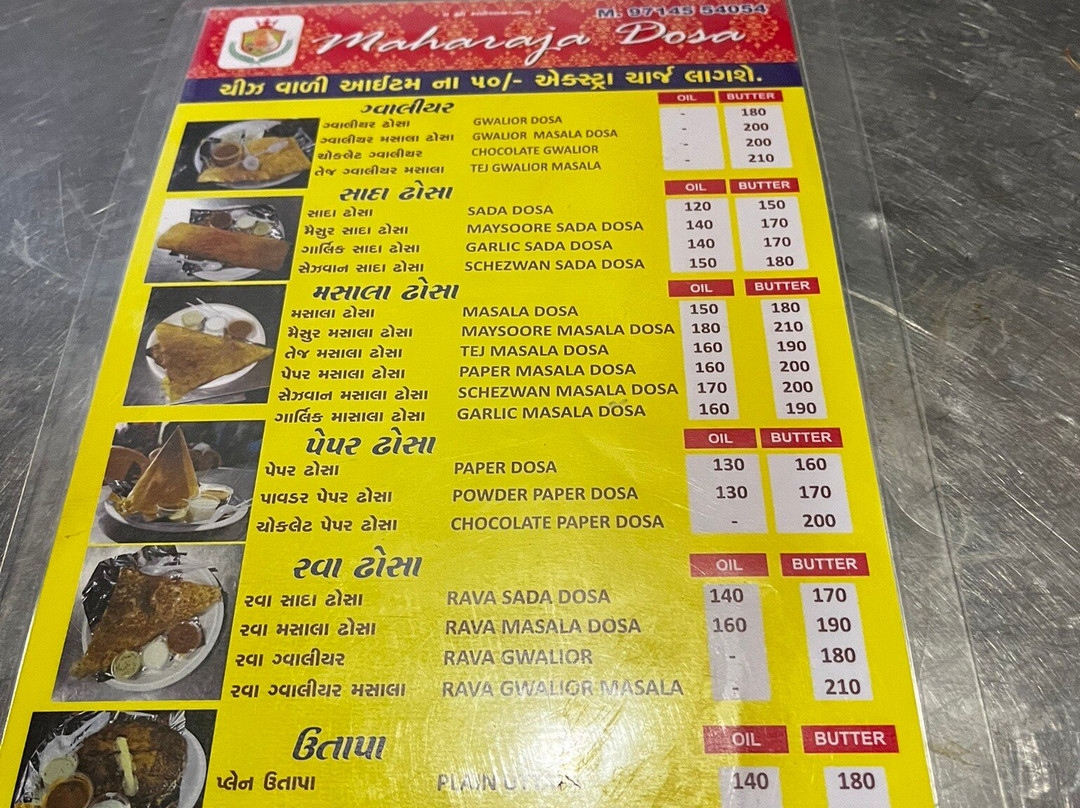 M. 97145 54054
Maharaja Dosa
ચીઝ વાળી આઈટમ ના ૫૦/- એકસ્ટ્રા ચાર્જ લાગશે.
ગ્વાલીયર OIL BUTTER
ગ્વાલીયર ઢોસા GWALIOR DOSA - 180
ગ્વાલીયર મસાલા ઢોસા GWALIOR MASALA DOSA - 200
ચોકલેટ ગ્વાલીયર CHOCOLATE GWALIOR - 200
તેજ ગ્વાલીયર મસાલા TEJ GWALIOR MASALA - 210
સાદા ઢોસા OIL BUTTER
સાદા ઢોસા SADA DOSA 120 150
મૈસુર સાદા ઢોસા MAYSOORE SADA DOSA 140 170
ગાર્લિક સાદા ઢોસા GARLIC SADA DOSA 140 170
સેઝવાન સાદા ઢોસા SCHEZWAN SADA DOSA 150 180
મસાલા ઢોસા OIL BUTTER
મસાલા ઢોસા MASALA DOSA 150 180
મૈસુર મસાલા ઢોસા MAYSOORE MASALA DOSA 180 210
તેજ મસાલા ઢોસા TEJ MASALA DOSA 160 190
પેપર મસાલા ઢોસા PAPER MASALA DOSA 160 200
સેઝવાન મસાલા ઢોસા SCHEZWAN MASALA DOSA 170 200
ગાર્લિક માસાલા ઢોસા GARLIC MASALA DOSA 160 190
પેપર ઢોસા OIL BUTTER
પેપર ઢોસા PAPER DOSA 130 160
પાવડર પેપર ઢોસા POWDER PAPER DOSA 130 170
ચોકલેટ પેપર ઢોસા CHOCOLATE PAPER DOSA - 200
રવા ઢોસા OIL BUTTER
રવા સાદા ઢોસા RAVA SADA DOSA 140 170
રવા મસાલા ઢોસા RAVA MASALA DOSA 160 190
રવા ગ્વાલીયર RAVA GWALIOR - 180
રવા ગ્વાલીયર મસાલા RAVA GWALIOR MASALA - 210
ઉતાપા OIL BUTTER
પ્લેન ઉતાપા PLAIN 140 180